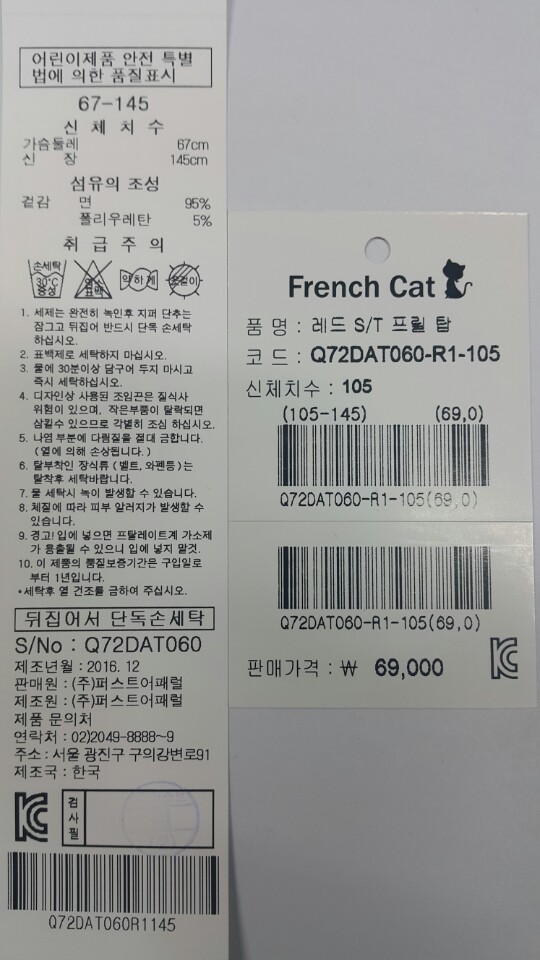 어린이제품 안전 특별
법에 의한 품질표시
67-145
신 체 치 수
가슴둘레 67cm
신 장 145cm
섬유의 조성
겉감 면 95%
폴리우레탄 5%
취 급 주 의
손세탁
30°C
중성
염소
표백
약하게
옷걸이
1. 세제는 완전히 녹인후 지퍼 단추는
잠그고 뒤집어 반드시 단독 손세탁
하십시오.
2. 표백제로 세탁하지 마십시오.
3. 물에 30분이상 담구어 두지 마시고
즉시 세탁하십시오.
4. 디자인상 사용된 조임끈은 질식사
위험이 있으며, 작은부품이 탈락되면
삼킬수 있으므로 각별히 조심 하십시오.
5. 나염 부분에 다림질을 절대 금합니다.
(열에 의해 손상됩니다.)
6. 탈부착인 장식류 (벨트, 와펜등)는
탈착후 세탁바랍니다.
7. 물 세탁시 녹이 발생할 수 있습니다.
8. 체질에 따라 피부 알러지가 발생할 수
있습니다.
9. 경고! 입에 넣으면 프탈레이트계 가소제
가 용출될 수 있으니 입에 넣지 말것.
10. 이 제품의 품질보증기간은 구입일로
부터 1년입니다.
*세탁후 열 건조를 금하여 주십시오.
뒤집어서 단독손세탁
S/No : Q72DAT060
제조년월 : 2016. 12
판매원 : (주)퍼스트어패럴
제조원 : (주)퍼스트어패럴
제품 문의처
연락처 : 02)2049-8888~9
주소 : 서울 광진구 구의강변로91
제조국 : 한국
검사필
Q72DAT060R1145
French Cat
품 명 : 레드 S/T 프릴 탑
코 드 : Q72DAT060-R1-105
신체치수 : 105
(105-145) (69,0)
Q72DAT060-R1-105(69,0)
Q72DAT060-R1-105(69,0)
판매가격 : ₩ 69,000